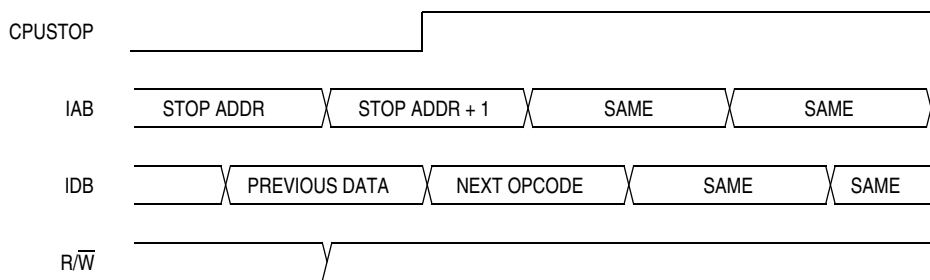 CPUSTOP
IAB STOP ADDR STOP ADDR + 1 SAME SAME
IDB PREVIOUS DATA NEXT OPCODE SAME SAME
R/W̅